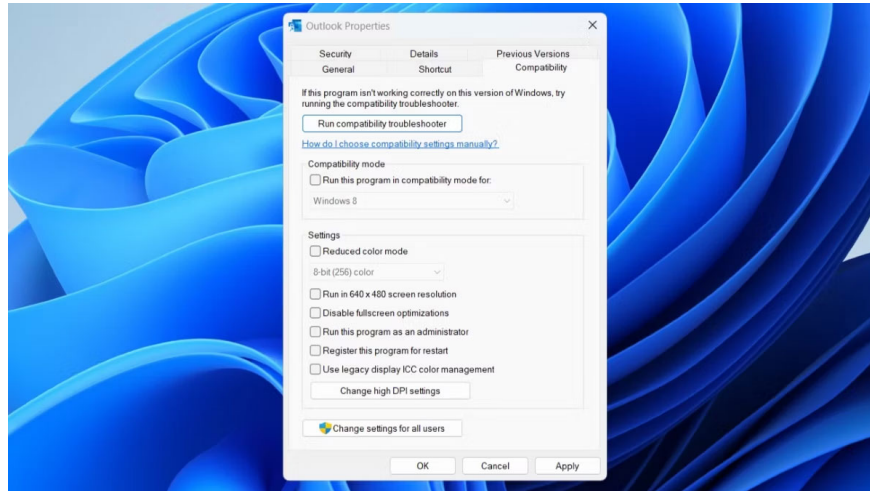 Outlook Properties
Security Details Previous Versions
General Shortcut Compatibility
If this program isn't working correctly on this version of Windows, try
running the compatibility troubleshooter.
Run compatibility troubleshooter
How do I choose compatibility settings manually?
Compatibility mode
Run this program in compatibility mode for:
Windows 8
Settings
Reduced color mode
8-bit (256) color
Run in 640 x 480 screen resolution
Disable fullscreen optimizations
Run this program as an administrator
Register this program for restart
Use legacy display ICC color management
Change high DPI settings
Change settings for all users
OK Cancel Apply